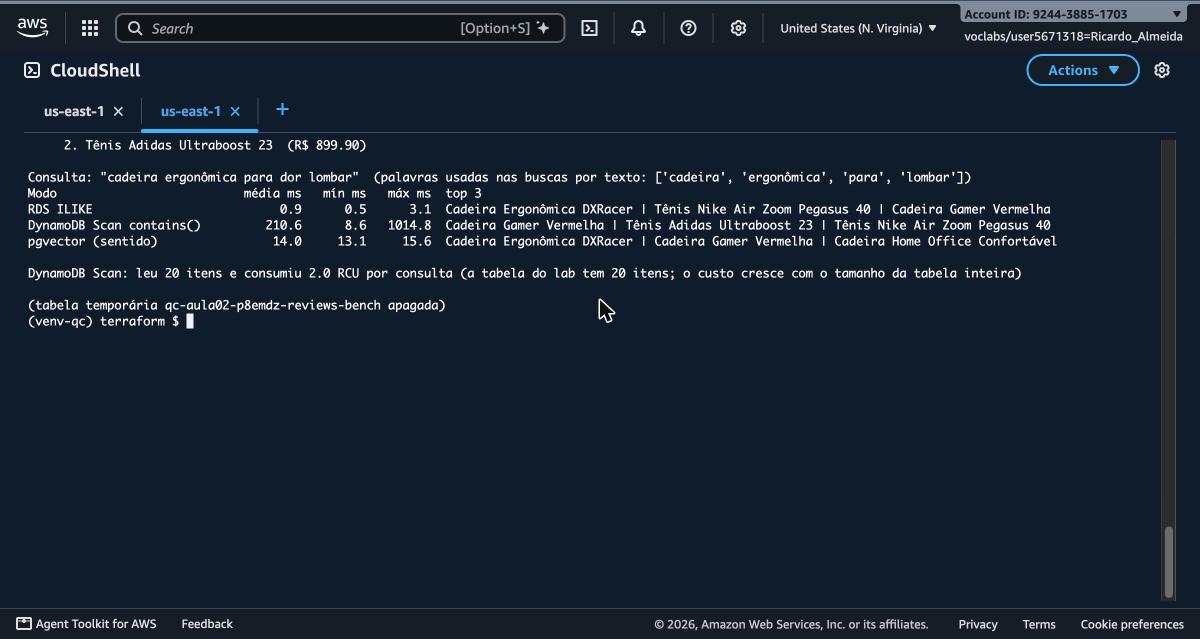 aws
Search
[Option+S]
United States (N. Virginia)
Account ID: 9244-3885-1703
voclabs/user5671318=Ricardo_Almeida
CloudShell
Actions
us-east-1
us-east-1
2. Tênis Adidas Ultraboost 23  (R$ 899.90)
Consulta: "cadeira ergonômica para dor lombar"  (palavras usadas nas buscas por texto: ['cadeira', 'ergonômica', 'para', 'lombar'])
Modo média ms mín ms máx ms top 3
RDS ILIKE 0.9 0.5 3.1 Cadeira Ergonômica DXRacer | Tênis Nike Air Zoom Pegasus 40 | Cadeira Gamer Vermelha
DynamoDB Scan contains() 210.6 8.6 1014.8 Cadeira Gamer Vermelha | Tênis Adidas Ultraboost 23 | Tênis Nike Air Zoom Pegasus 40
pgvector (sentido) 14.0 13.1 15.6 Cadeira Ergonômica DXRacer | Cadeira Gamer Vermelha | Cadeira Home Office Confortável
DynamoDB Scan: leu 20 itens e consumiu 2.0 RCU por consulta (a tabela do lab tem 20 itens; o custo cresce com o tamanho da tabela inteira)
(tabela temporária qc-aula02-p8emdz-reviews-bench apagada)
(venv-qc) terraform $
Agent Toolkit for AWS
Feedback
© 2026, Amazon Web Services, Inc. or its affiliates.
Privacy
Terms
Cookie preferences